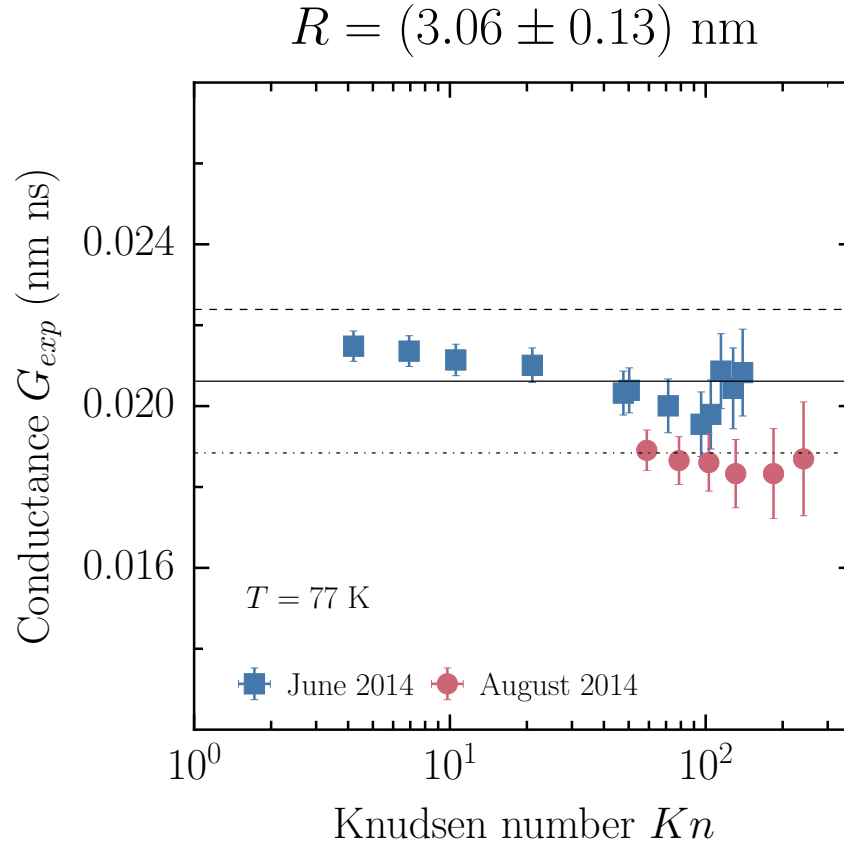 R = (3.06 ± 0.13) nm
Conductance G_exp (nm ns)
0.024
0.020
0.016
T = 77 K
June 2014
August 2014
10^0
10^1
10^2
Knudsen number Kn